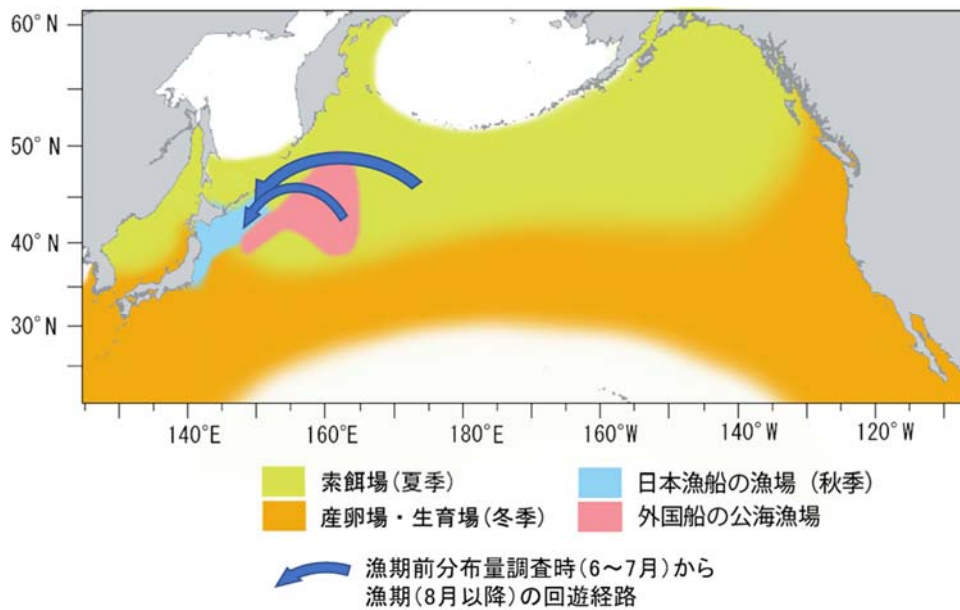 60°N
50°N
40°N
30°N
140°E
160°E
180°E
160°W
140°W
120°W
索餌場(夏季)
産卵場・生育場(冬季)
日本漁船の漁場 (秋季)
外国船の公海漁場
漁期前分布量調査時(6～7月)から
漁期(8月以降)の回遊経路